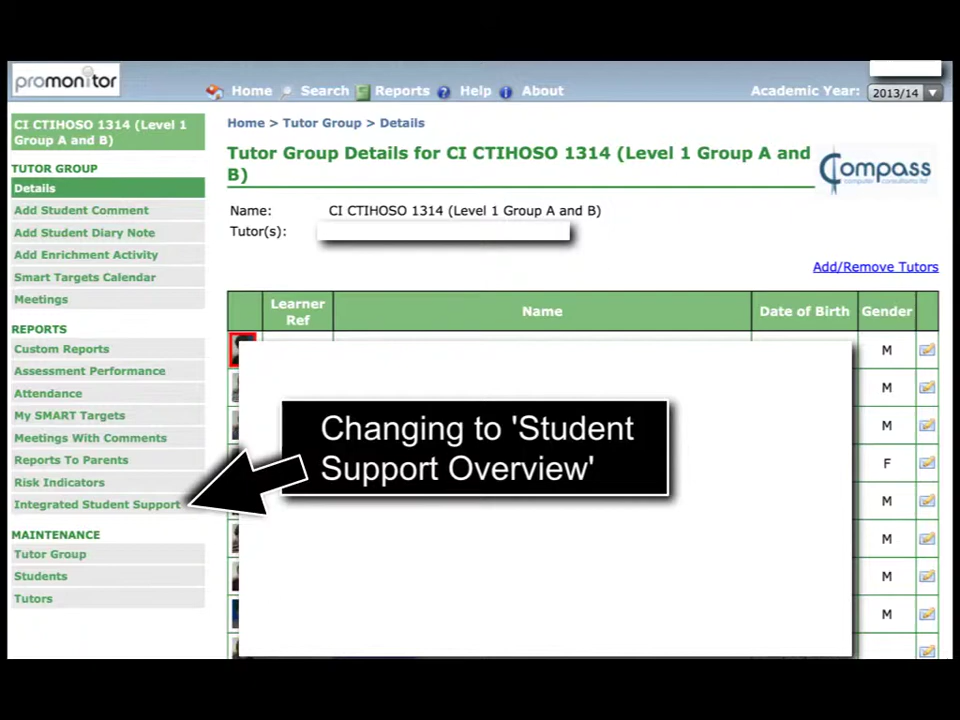 promonitor
Home Search Reports Help About
Academic Year: 2013/14
CI CTIHOSO 1314 (Level 1
Group A and B)
TUTOR GROUP
Details
Add Student Comment
Add Student Diary Note
Add Enrichment Activity
Smart Targets Calendar
Meetings
REPORTS
Custom Reports
Assessment Performance
Attendance
My SMART Targets
Meetings With Comments
Reports To Parents
Risk Indicators
Integrated Student Support
MAINTENANCE
Tutor Group
Students
Tutors
Home > Tutor Group > Details
Tutor Group Details for CI CTIHOSO 1314 (Level 1 Group A and
B)
Compass
computer consultants ltd
Name: CI CTIHOSO 1314 (Level 1 Group A and B)
Tutor(s):
Add/Remove Tutors
Learner
Ref
Name
Date of Birth
Gender
M
M
M
F
M
M
M
M
Changing to 'Student
Support Overview'